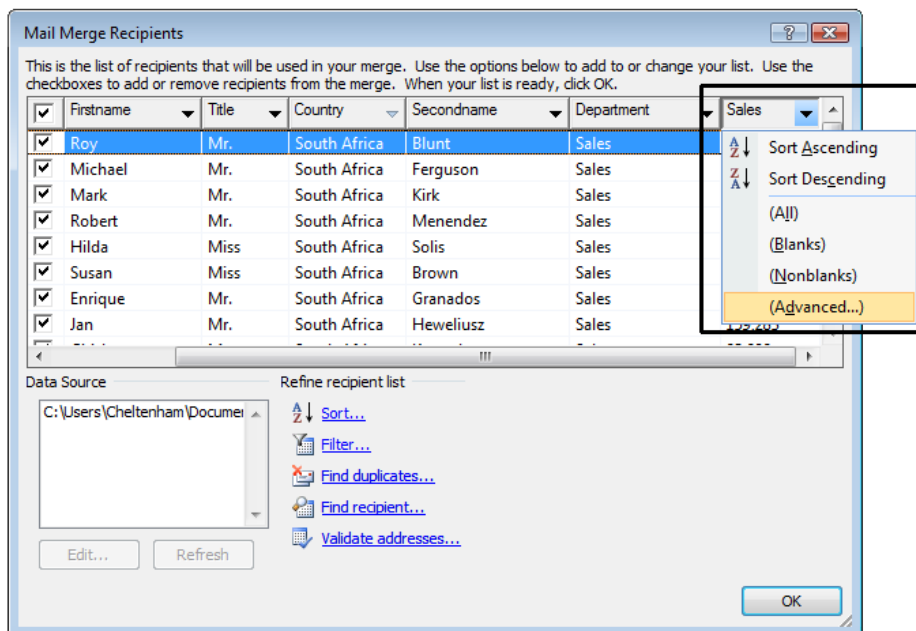 Mail Merge Recipients
This is the list of recipients that will be used in your merge. Use the options below to add to or change your list. Use the
checkboxes to add or remove recipients from the merge. When your list is ready, click OK.
Firstname Title Country Secondname Department Sales
Roy Mr. South Africa Blunt Sales
Sort Ascending
Michael Mr. South Africa Ferguson Sales
Sort Descending
Mark Mr. South Africa Kirk Sales
(All)
Robert Mr. South Africa Menendez Sales
Hilda Miss South Africa Solis Sales
(Blanks)
Susan Miss South Africa Brown Sales
(Nonblanks)
Enrique Mr. South Africa Granados Sales
(Advanced...)
Jan Mr. South Africa Heweliusz Sales
Data Source
Refine recipient list
C:\Users\Cheltenham\Documer
Sort...
Filter...
Find duplicates...
Find recipient...
Validate addresses...
Edit... Refresh
OK